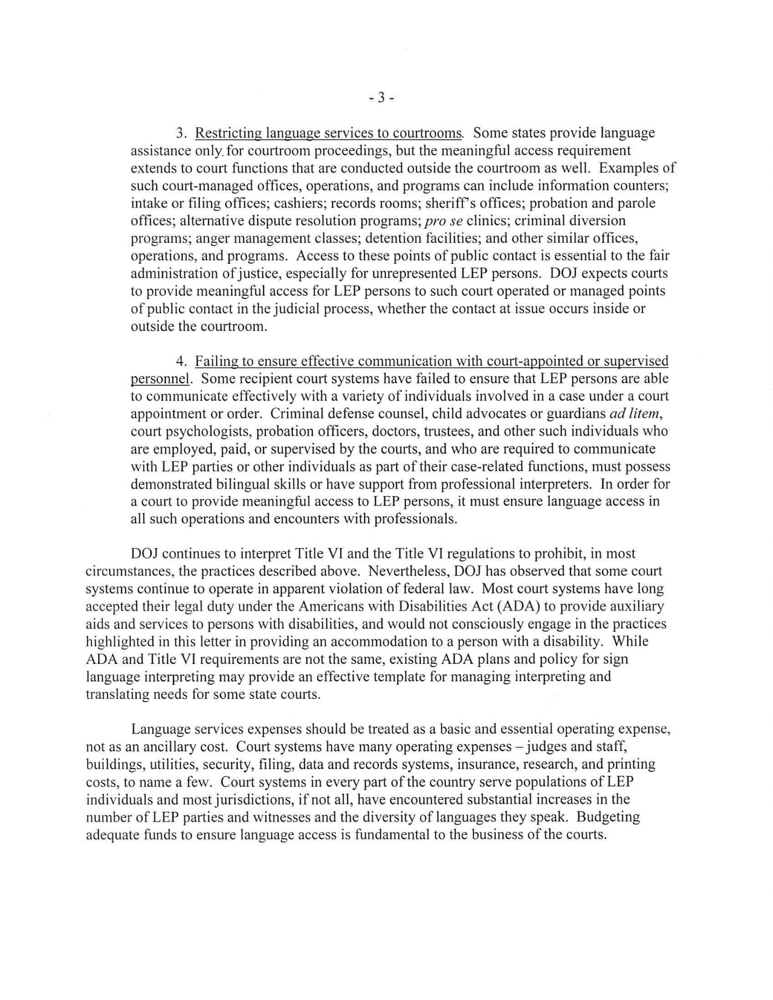 - 3 -
3. Restricting language services to courtrooms. Some states provide language
assistance only for courtroom proceedings, but the meaningful access requirement
extends to court functions that are conducted outside the courtroom as well. Examples of
such court-managed offices, operations, and programs can include information counters;
intake or filing offices; cashiers; records rooms; sheriff's offices; probation and parole
offices; alternative dispute resolution programs; pro se clinics; criminal diversion
programs; anger management classes; detention facilities; and other similar offices,
operations, and programs. Access to these points of public contact is essential to the fair
administration of justice, especially for unrepresented LEP persons. DOJ expects courts
to provide meaningful access for LEP persons to such court operated or managed points
of public contact in the judicial process, whether the contact at issue occurs inside or
outside the courtroom.
4. Failing to ensure effective communication with court-appointed or supervised
personnel. Some recipient court systems have failed to ensure that LEP persons are able
to communicate effectively with a variety of individuals involved in a case under a court
appointment or order. Criminal defense counsel, child advocates or guardians ad litem,
court psychologists, probation officers, doctors, trustees, and other such individuals who
are employed, paid, or supervised by the courts, and who are required to communicate
with LEP parties or other individuals as part of their case-related functions, must possess
demonstrated bilingual skills or have support from professional interpreters. In order for
a court to provide meaningful access to LEP persons, it must ensure language access in
all such operations and encounters with professionals.
DOJ continues to interpret Title VI and the Title VI regulations to prohibit, in most
circumstances, the practices described above. Nevertheless, DOJ has observed that some court
systems continue to operate in apparent violation of federal law. Most court systems have long
accepted their legal duty under the Americans with Disabilities Act (ADA) to provide auxiliary
aids and services to persons with disabilities, and would not consciously engage in the practices
highlighted in this letter in providing an accommodation to a person with a disability. While
ADA and Title VI requirements are not the same, existing ADA plans and policy for sign
language interpreting may provide an effective template for managing interpreting and
translating needs for some state courts.
Language services expenses should be treated as a basic and essential operating expense,
not as an ancillary cost. Court systems have many operating expenses – judges and staff,
buildings, utilities, security, filing, data and records systems, insurance, research, and printing
costs, to name a few. Court systems in every part of the country serve populations of LEP
individuals and most jurisdictions, if not all, have encountered substantial increases in the
number of LEP parties and witnesses and the diversity of languages they speak. Budgeting
adequate funds to ensure language access is fundamental to the business of the courts.